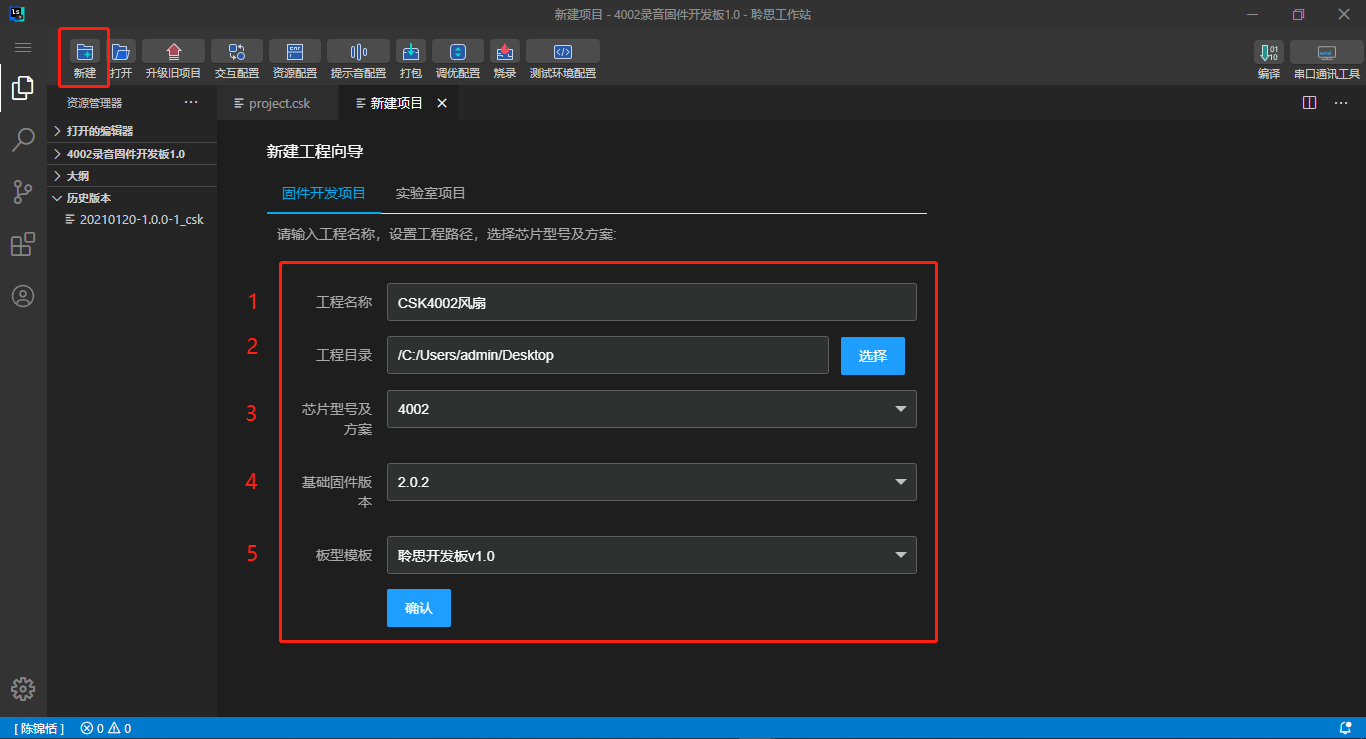 新建项目 - 4002录音固件开发板1.0 - 聆思工作站
新建 打开 升级旧项目 交互配置 资源配置 提示音配置 打包 调优配置 烧录 测试环境配置 编译 串口通讯工具
资源管理器
project.csk 新建项目
打开的编辑器
4002录音固件开发板1.0
大纲
历史版本
20210120-1.0.0-1_csk
新建工程向导
固件开发项目 实验室项目
请输入工程名称，设置工程路径，选择芯片型号及方案:
1 工程名称 CSK4002风扇
2 工程目录 /C:/Users/admin/Desktop 选择
3 芯片型号及方案 4002
4 基础固件版本 2.0.2
5 板型模板 聆思开发板v1.0
确认
[ 陈锦恬 ] 0 0